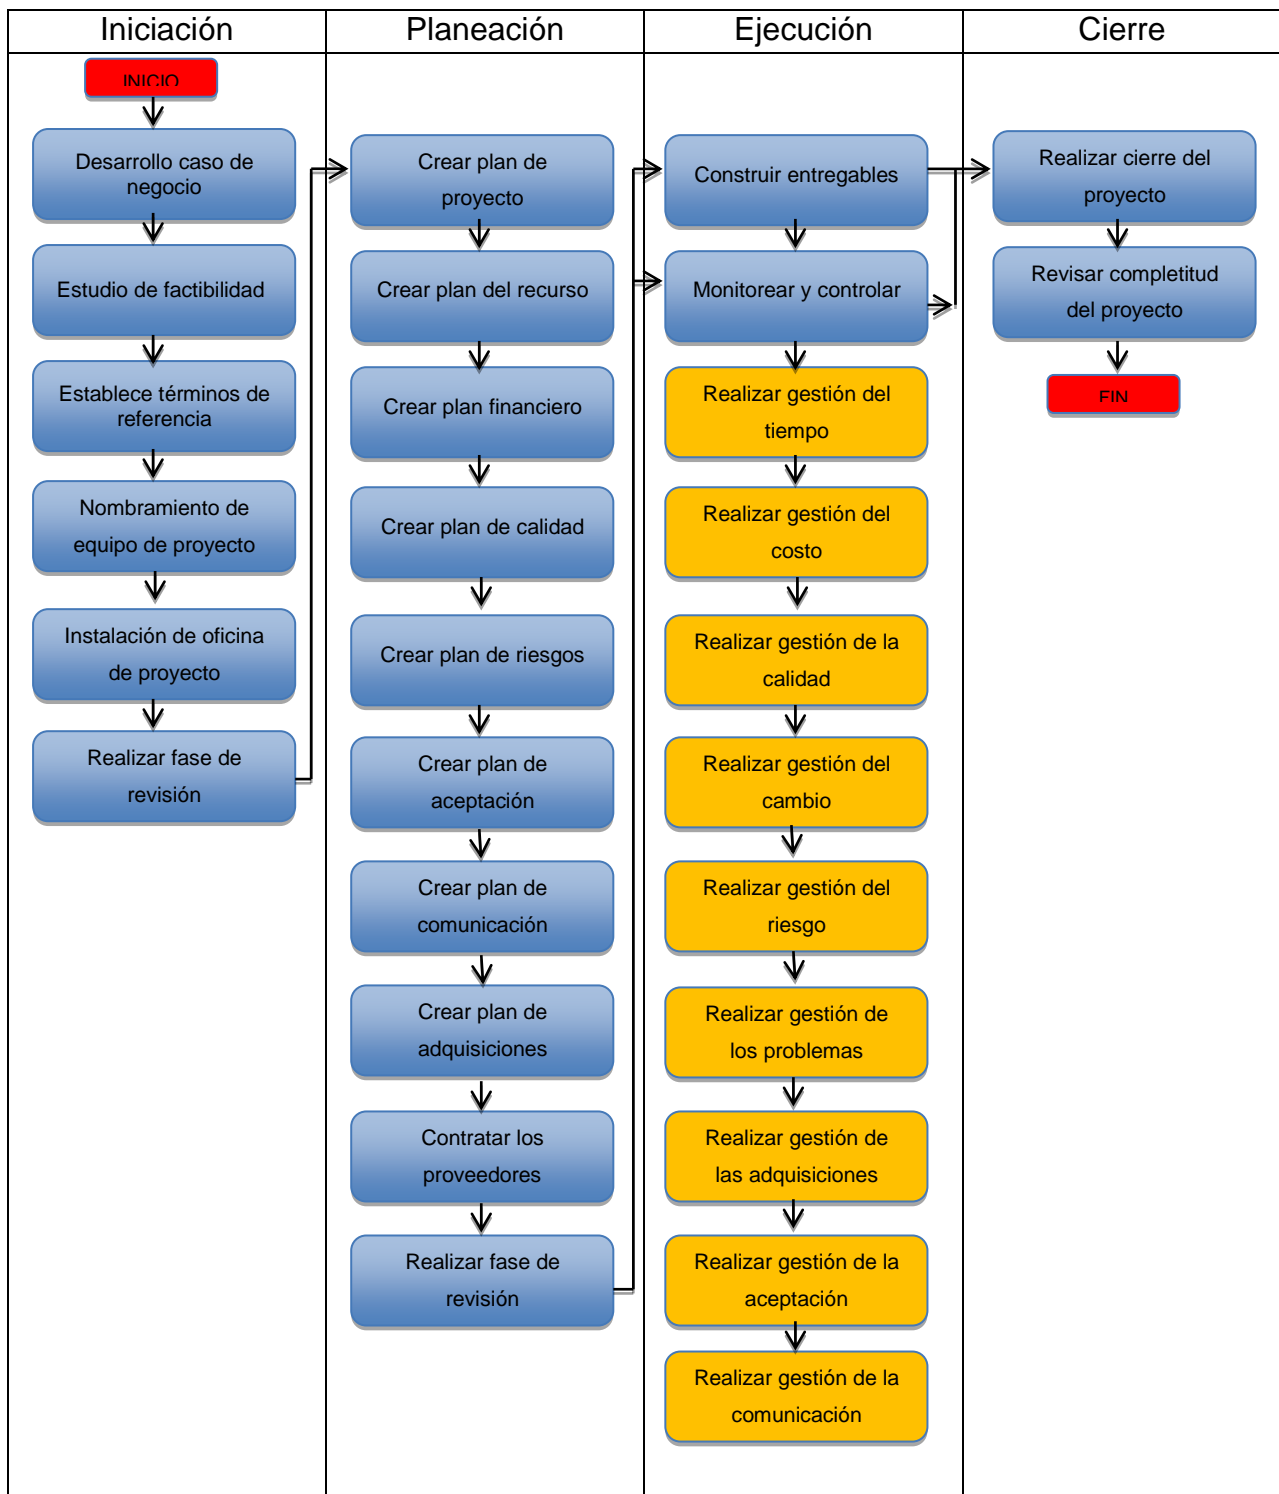 Iniciación
Planeación
Ejecución
Cierre
INICIO
Desarrollo caso de
negocio
Estudio de factibilidad
Establece términos de
referencia
Nombramiento de
equipo de proyecto
Instalación de oficina
de proyecto
Realizar fase de
revisión
Crear plan de
proyecto
Crear plan del recurso
Crear plan financiero
Crear plan de calidad
Crear plan de riesgos
Crear plan de
aceptación
Crear plan de
comunicación
Crear plan de
adquisiciones
Contratar los
proveedores
Realizar fase de
revisión
Construir entregables
Monitorear y controlar
Realizar gestión del
tiempo
Realizar gestión del
costo
Realizar gestión de la
calidad
Realizar gestión del
cambio
Realizar gestión del
riesgo
Realizar gestión de
los problemas
Realizar gestión de
las adquisiciones
Realizar gestión de la
aceptación
Realizar gestión de la
comunicación
Realizar cierre del
proyecto
Revisar completitud
del proyecto
FIN